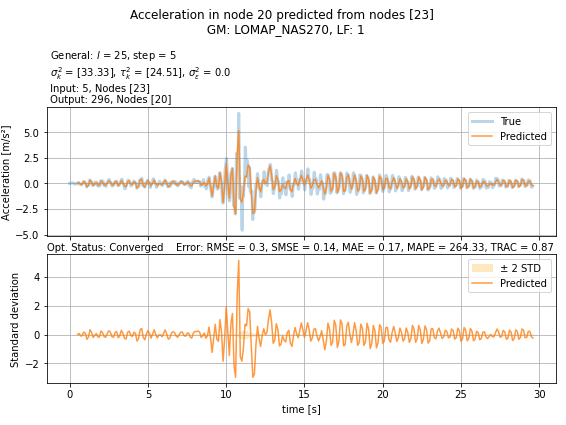 Acceleration in node 20 predicted from nodes [23]
GM: LOMAP_NAS270, LF: 1
General: l = 25, step = 5
σ²ₖ = [33.33], τ²ₖ = [24.51], σ²ε = 0.0
Input: 5, Nodes [23]
Output: 296, Nodes [20]
Acceleration [m/s²]
5.0
2.5
0.0
−2.5
−5.0
True
Predicted
Opt. Status: Converged Error: RMSE = 0.3, SMSE = 0.14, MAE = 0.17, MAPE = 264.33, TRAC = 0.87
Standard deviation
4
2
0
−2
± 2 STD
Predicted
0 5 10 15 20 25 30
time [s]